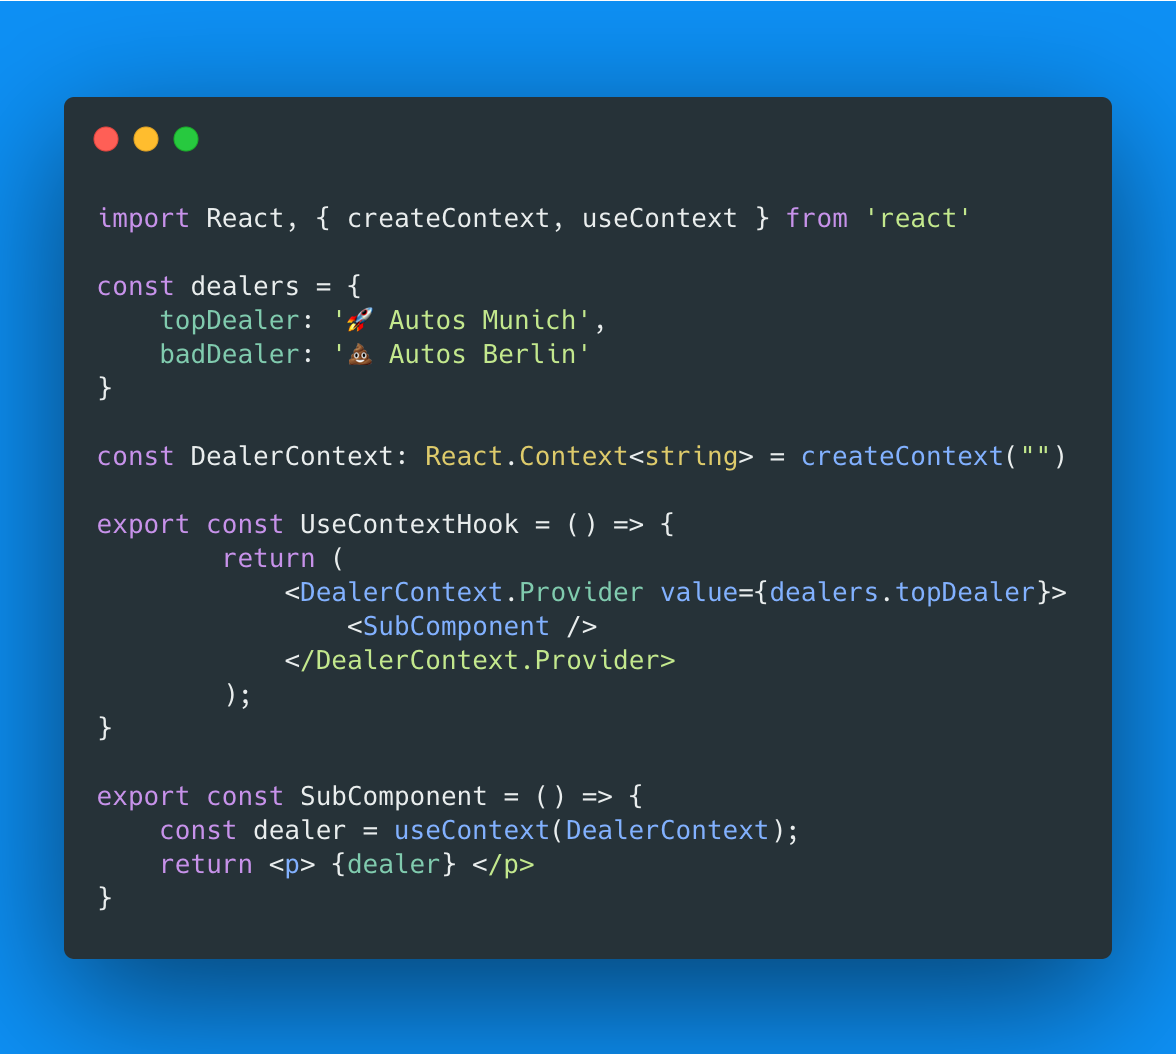 import React, { createContext, useContext } from 'react'

const dealers = {
    topDealer: '🚀 Autos Munich',
    badDealer: '💩 Autos Berlin'
}

const DealerContext: React.Context<string> = createContext("")

export const UseContextHook = () => {
        return (
            <DealerContext.Provider value={dealers.topDealer}>
                <SubComponent />
            </DealerContext.Provider>
        );
}

export const SubComponent = () => {
    const dealer = useContext(DealerContext);
    return <p> {dealer} </p>
}